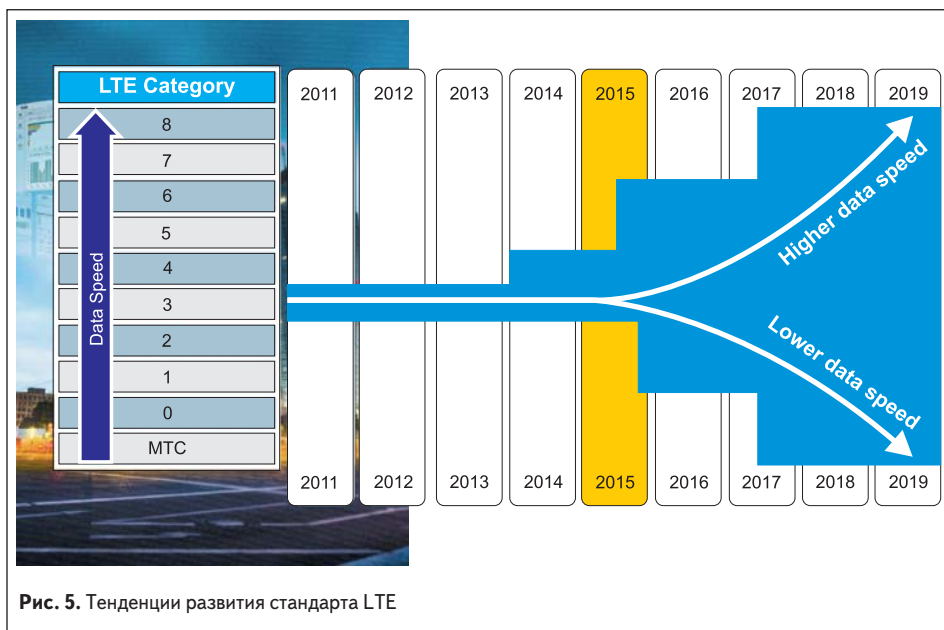 LTE Category
8
7
6
5
4
3
2
1
0
MTC
Data Speed
2011 2012 2013 2014 2015 2016 2017 2018 2019
Higher data speed
Lower data speed
2011 2012 2013 2014 2015 2016 2017 2018 2019
Рис. 5. Тенденции развития стандарта LTE